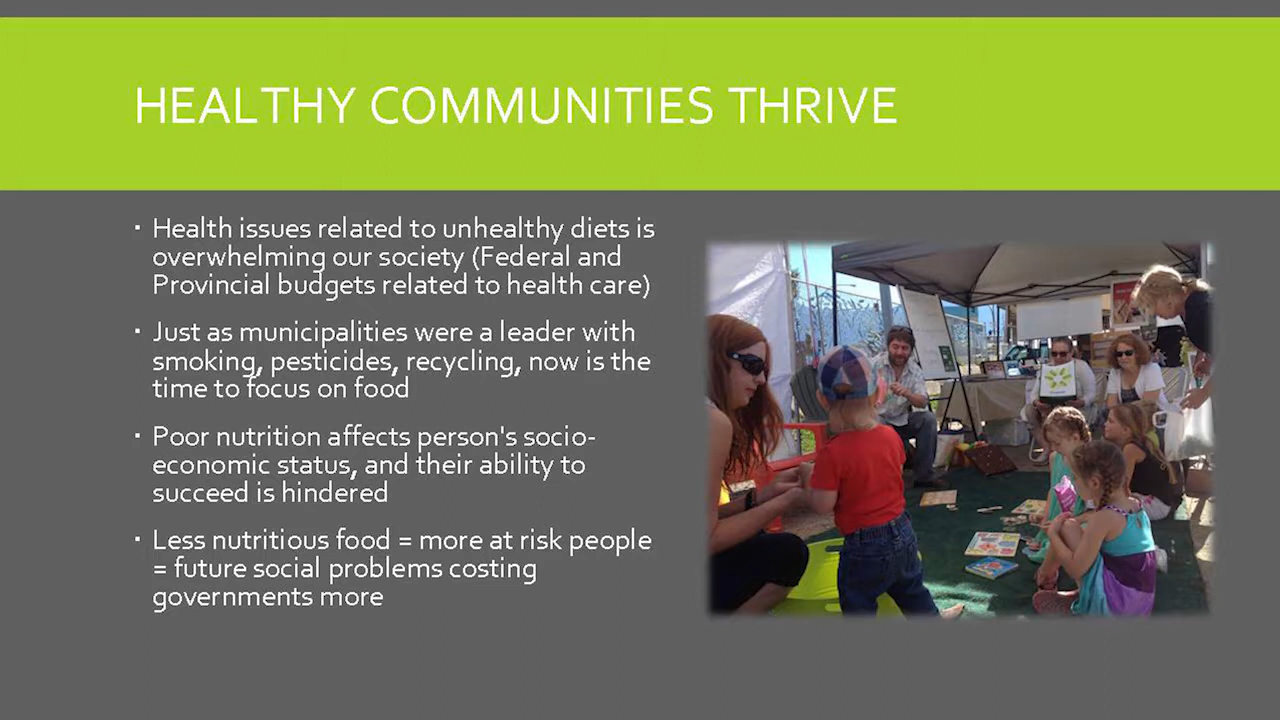 HEALTHY COMMUNITIES THRIVE
▪ Health issues related to unhealthy diets is
overwhelming our society (Federal and
Provincial budgets related to health care)
▪ Just as municipalities were a leader with
smoking, pesticides, recycling, now is the
time to focus on food
▪ Poor nutrition affects person's socio-
economic status, and their ability to
succeed is hindered
▪ Less nutritious food = more at risk people
= future social problems costing
governments more